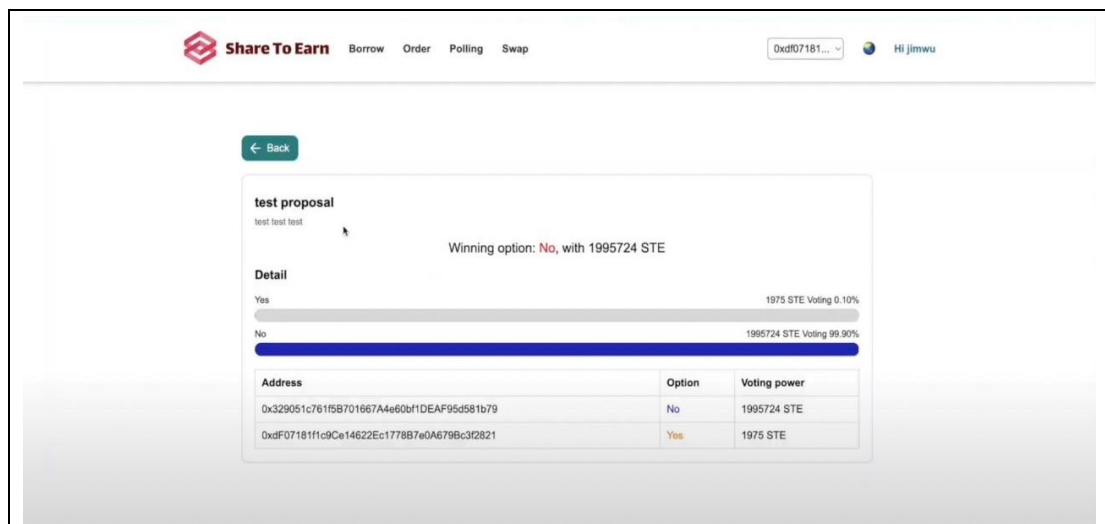 Share To Earn Borrow Order Polling Swap 0xdf07181... Hi jimwu
← Back
test proposal
test test test
Winning option: No, with 1995724 STE
Detail
Yes 1975 STE Voting 0.10%
No 1995724 STE Voting 99.90%
Address Option Voting power
0x329051c761f5B701667A4e60bf1DEAF95d581b79 No 1995724 STE
0xdF07181f1c9Ce14622Ec1778B7e0A679Bc3f2821 Yes 1975 STE